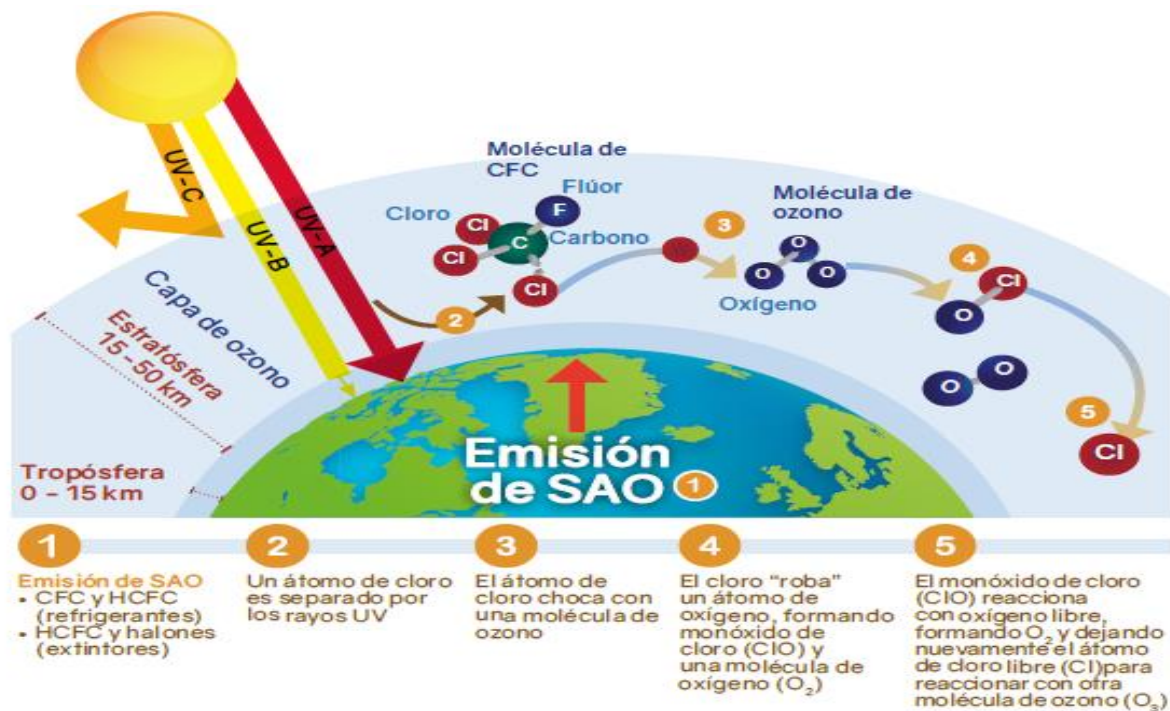 UV-C
UV-B
UV-A
Molécula de
CFC
Flúor
F
Cloro
Cl
C
Carbono
Cl
Cl
3
Molécula de
ozono
O
O
O
Oxígeno
4
Cl
O
O
O
5
Cl
2
Capa de ozono
Estratósfera
15 – 50 km
Tropósfera
0 – 15 km
Emisión
de SAO 1
1
Emisión de SAO
• CFC y HCFC
(refrigerantes)
• HCFC y halones
(extintores)
2
Un átomo de cloro
es separado por
los rayos UV
3
El átomo de
cloro choca con
una molécula de
ozono
4
El cloro “roba”
un átomo de
oxígeno, formando
monóxido de
cloro (ClO) y
una molécula de
oxígeno (O₂)
5
El monóxido de cloro
(ClO) reacciona
con oxígeno libre,
formando O₂ y dejando
nuevamente el átomo
de cloro libre (Cl)para
reaccionar con otra
molécula de ozono (O₃)